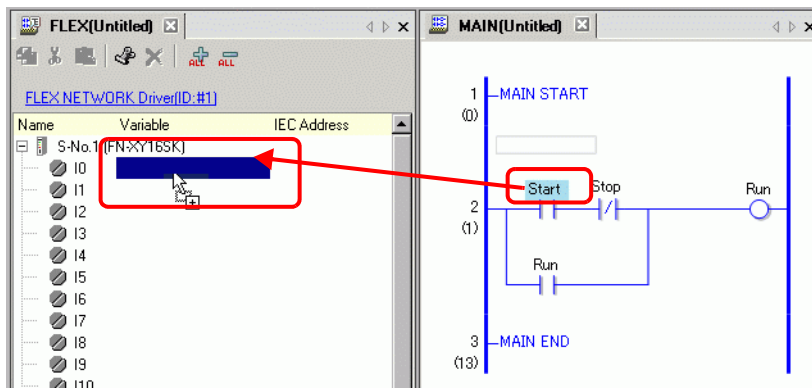 FLEX(Untitled)
ALL ALL
FLEX NETWORK Driver(ID:#1)
Name Variable IEC Address
S-No.1 (FN-XY16SK)
I0
I1
I2
I3
I4
I5
I6
I7
I8
I9
I10
MAIN(Untitled)
1 MAIN START
(0)
Start Stop Run
2
(1)
Run
3 MAIN END
(13)